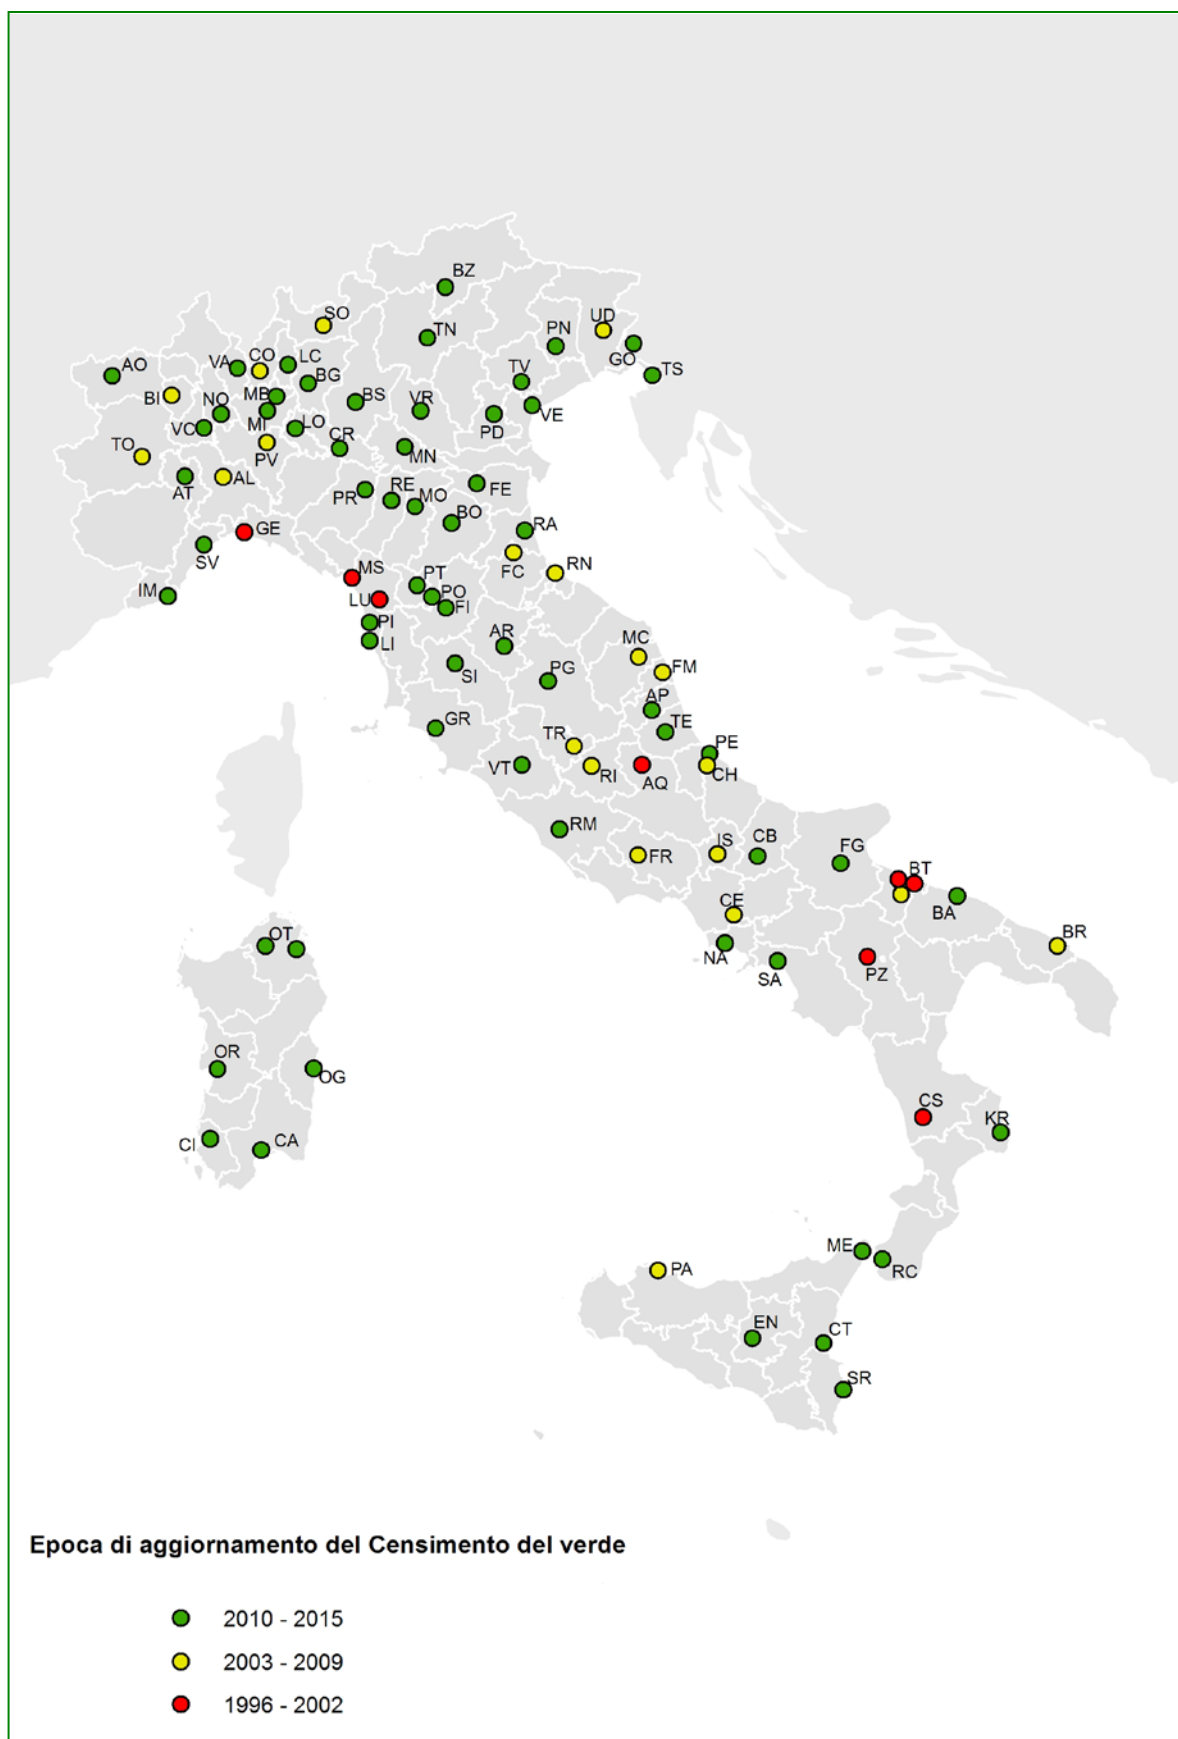 BZ
SO
UD
TN
PN
GO
CO
LC
VA
AO
TV
TS
BG
BI
MB
BS
VR
NO
VE
MI
LO
PD
VC
CR
TO
PV
MN
AL
AT
RE
FE
PR
MO
BO
GE
RA
SV
FC
MS
RN
PT
IM
PO
LU
FI
PI
AR
MC
LI
FM
SI
PG
AP
GR
TR
TE
PE
VT
RI
CH
AQ
RM
CB
IS
FR
FG
BT
CE
BA
OT
BR
NA
SA
PZ
OR
OG
CS
KR
CI
CA
ME
PA
RC
EN
CT
SR
Epoca di aggiornamento del Censimento del verde
2010 - 2015
2003 - 2009
1996 - 2002